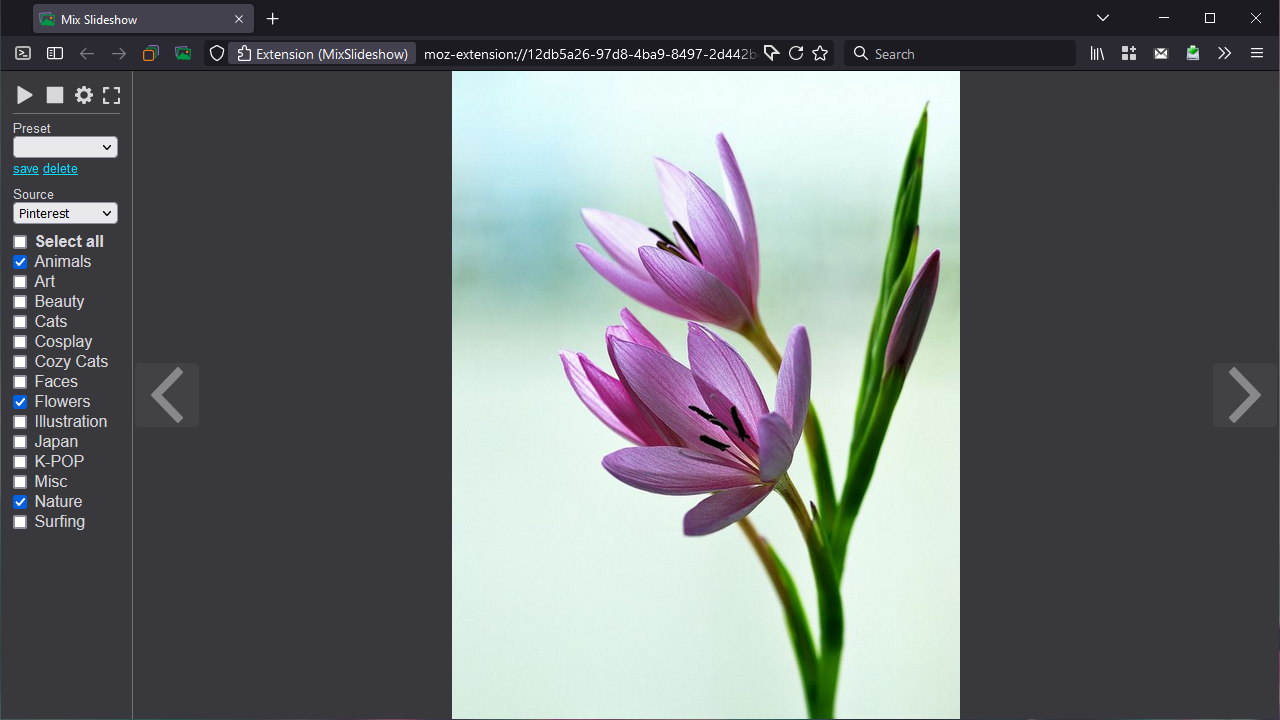 Mix Slideshow
Extension (MixSlideshow)
moz-extension://12db5a26-97d8-4ba9-8497-2d442b
Search
Preset
save delete
Source
Pinterest
Select all
Animals
Art
Beauty
Cats
Cosplay
Cozy Cats
Faces
Flowers
Illustration
Japan
K-POP
Misc
Nature
Surfing